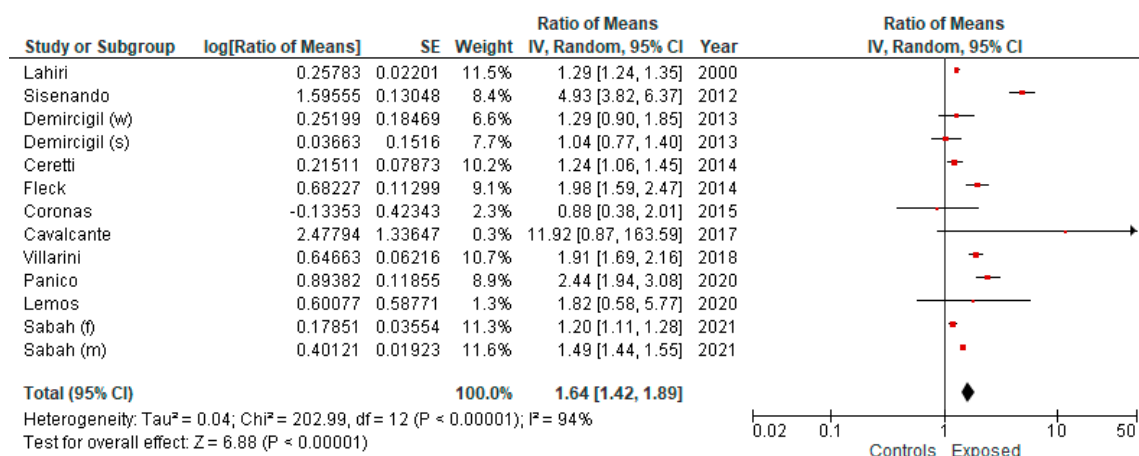 Ratio of Means Ratio of Means
Study or Subgroup log[Ratio of Means] SE Weight IV, Random, 95% CI Year IV, Random, 95% CI
Lahiri 0.25783 0.02201 11.5% 1.29 [1.24, 1.35] 2000
Sisenando 1.59555 0.13048 8.4% 4.93 [3.82, 6.37] 2012
Demircigil (w) 0.25199 0.18469 6.6% 1.29 [0.90, 1.85] 2013
Demircigil (s) 0.03663 0.1516 7.7% 1.04 [0.77, 1.40] 2013
Ceretti 0.21511 0.07873 10.2% 1.24 [1.06, 1.45] 2014
Fleck 0.68227 0.11299 9.1% 1.98 [1.59, 2.47] 2014
Coronas -0.13353 0.42343 2.3% 0.88 [0.38, 2.01] 2015
Cavalcante 2.47794 1.33647 0.3% 11.92 [0.87, 163.59] 2017
Villarini 0.64663 0.06216 10.7% 1.91 [1.69, 2.16] 2018
Panico 0.89382 0.11855 8.9% 2.44 [1.94, 3.08] 2020
Lemos 0.60077 0.58771 1.3% 1.82 [0.58, 5.77] 2020
Sabah (f) 0.17851 0.03554 11.3% 1.20 [1.11, 1.28] 2021
Sabah (m) 0.40121 0.01923 11.6% 1.49 [1.44, 1.55] 2021
Total (95% CI) 100.0% 1.64 [1.42, 1.89]
Heterogeneity: Tau² = 0.04; Chi² = 202.99, df = 12 (P < 0.00001); I² = 94%
Test for overall effect: Z = 6.88 (P < 0.00001)
0.02 0.1 1 10 50
Controls Exposed